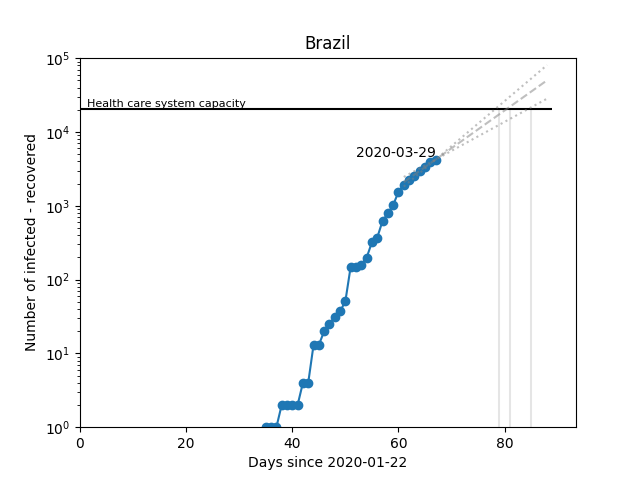 Brazil
10^5
Health care system capacity
10^4
2020-03-29
10^3
10^2
10^1
10^0
Number of infected - recovered
0 20 40 60 80
Days since 2020-01-22